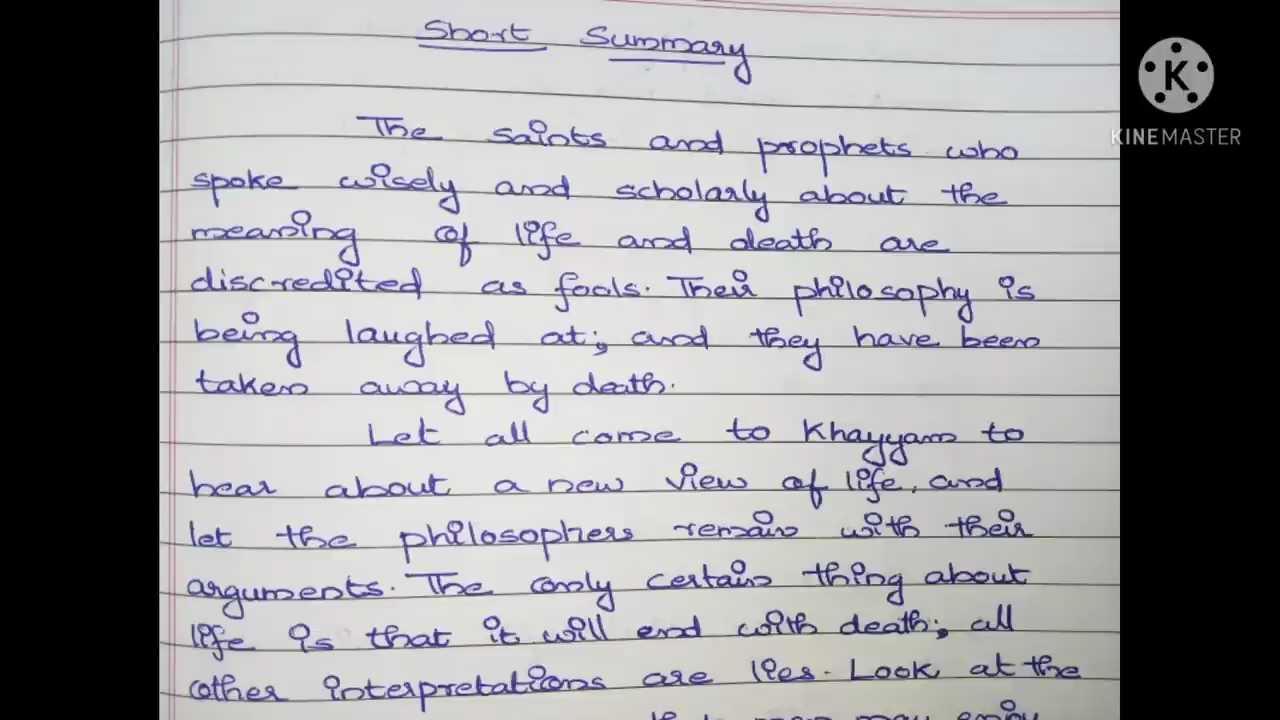 Short Summary
K
KINEMASTER
The saints and prophets who
spoke wisely and scholarly about the
meaning of life and death are
discredited as fools. Their philosophy is
being laughed at; and they have been
taken away by death.
Let all come to Khayyam to
hear about a new view of life, and
let the philosophers remain with their
arguments. The only certain thing about
life is that it will end with death; all
other interpretations are lies. Look at the
may enjoy